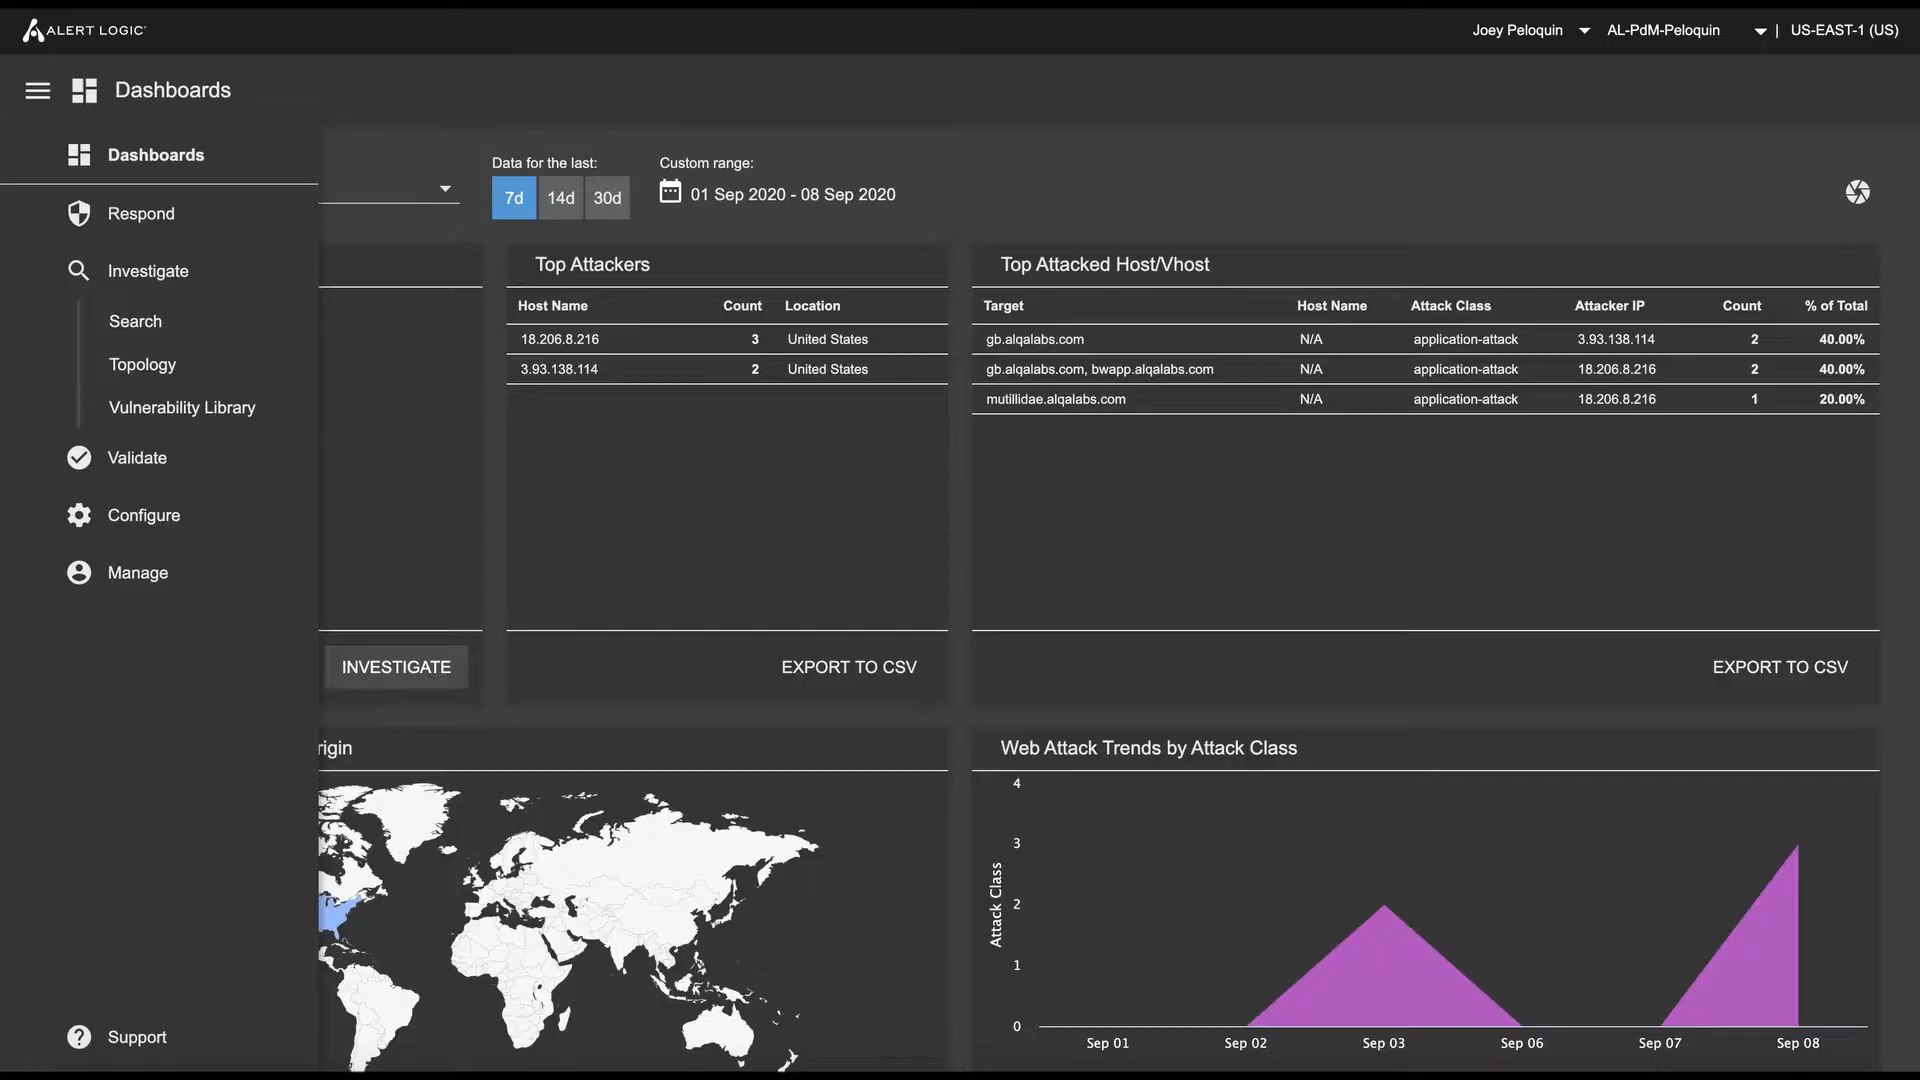 ALERT LOGIC
Joey Peloquin
AL-PdM-Peloquin
| US-EAST-1 (US)
Dashboards
Dashboards
Respond
Investigate
Search
Topology
Vulnerability Library
Validate
Configure
Manage
Support
Data for the last:
7d 14d 30d
Custom range:
01 Sep 2020 - 08 Sep 2020
INVESTIGATE
Top Attackers
Host Name Count Location
18.206.8.216 3 United States
3.93.138.114 2 United States
EXPORT TO CSV
Top Attacked Host/Vhost
Target Host Name Attack Class Attacker IP Count % of Total
gb.alqalabs.com N/A application-attack 3.93.138.114 2 40.00%
gb.alqalabs.com, bwapp.alqalabs.com N/A application-attack 18.206.8.216 2 40.00%
mutillidae.alqalabs.com N/A application-attack 18.206.8.216 1 20.00%
EXPORT TO CSV
rigin
Web Attack Trends by Attack Class
Attack Class
4
3
2
1
0
Sep 01 Sep 02 Sep 03 Sep 06 Sep 07 Sep 08